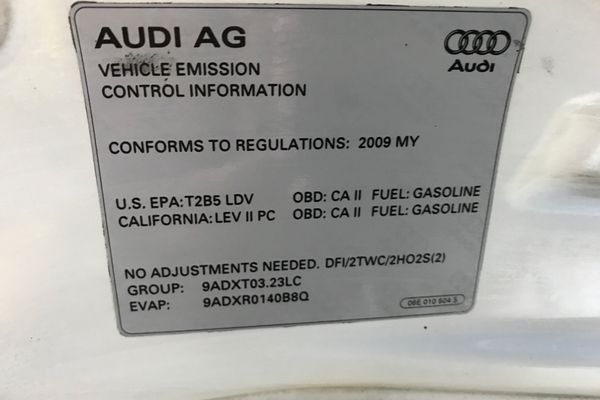 AUDI AG
Audi
VEHICLE EMISSION
CONTROL INFORMATION
CONFORMS TO REGULATIONS: 2009 MY
U.S. EPA: T2B5 LDV OBD: CA II FUEL: GASOLINE
CALIFORNIA: LEV II PC OBD: CA II FUEL: GASOLINE
NO ADJUSTMENTS NEEDED. DFI/2TWC/2HO2S(2)
GROUP: 9ADXT03.23LC
EVAP: 9ADXR0140B8Q
06E 010 504 S